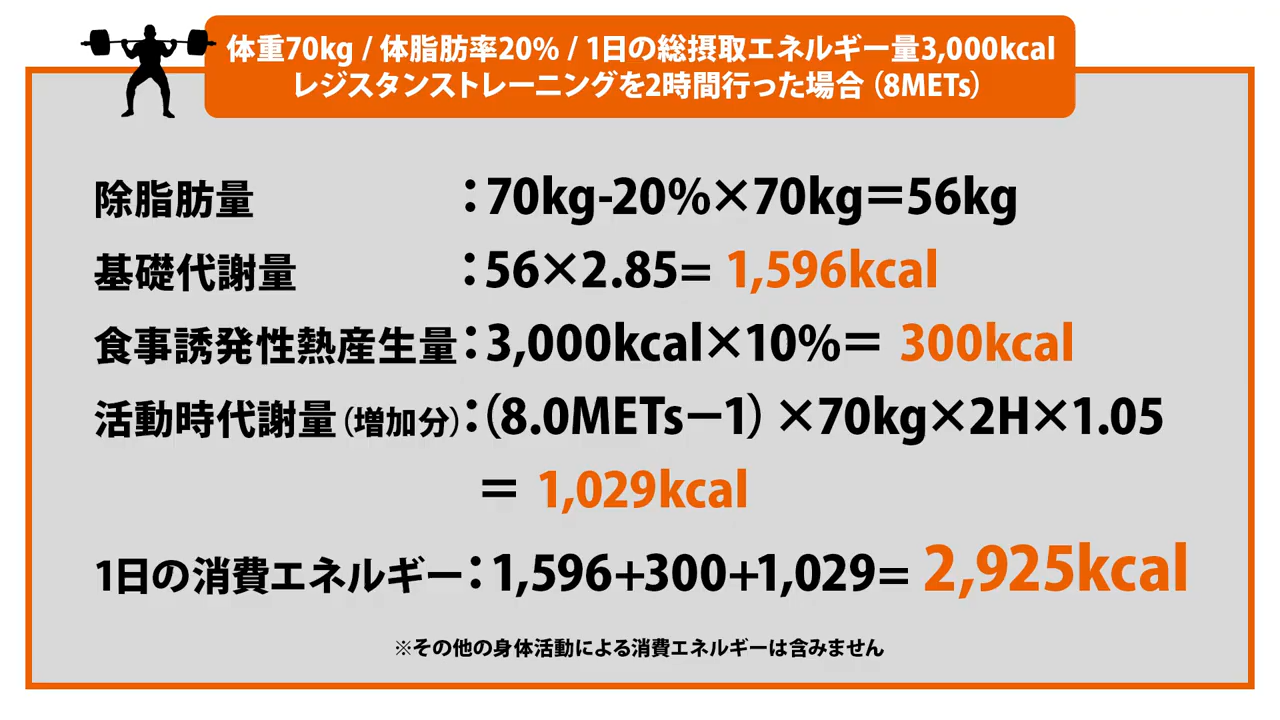 体重70kg / 体脂肪率20% / 1日の総摂取エネルギー量3,000kcal
レジスタンストレーニングを2時間行った場合（8METs）
除脂肪量：70kg-20%×70kg＝56kg
基礎代謝量：56×2.85= 1,596kcal
食事誘発性熱産生量：3,000kcal×10%＝ 300kcal
活動時代謝量（増加分）：（8.0METsー1）×70kg×2H×1.05
＝ 1,029kcal
1日の消費エネルギー：1,596+300+1,029= 2,925kcal
※その他の身体活動による消費エネルギーは含みません